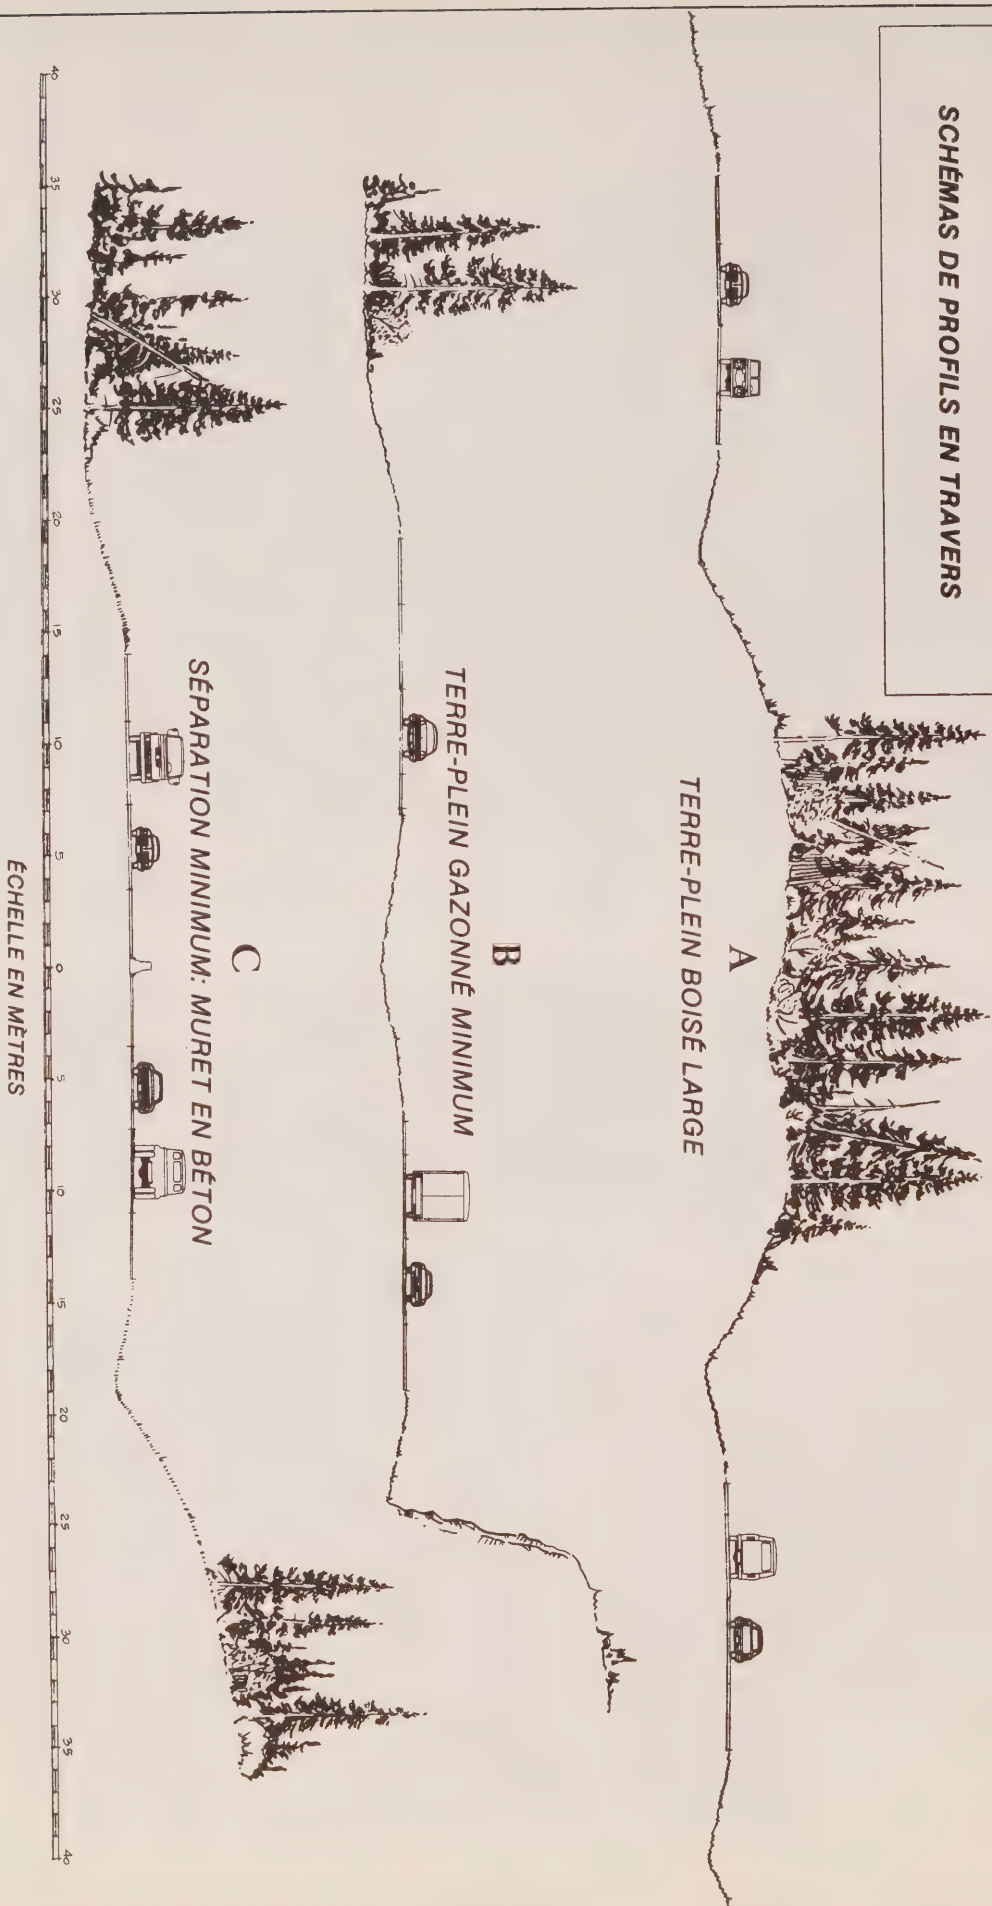 SCHÉMAS DE PROFILS EN TRAVERS
A
TERRE-PLEIN BOISÉ LARGE
B
TERRE-PLEIN GAZONNÉ MINIMUM
C
SÉPARATION MINIMUM: MURET EN BÉTON
40 35 30 25 20 15 10 5 0 5 10 15 20 25 30 35 40
ÉCHELLE EN MÈTRES